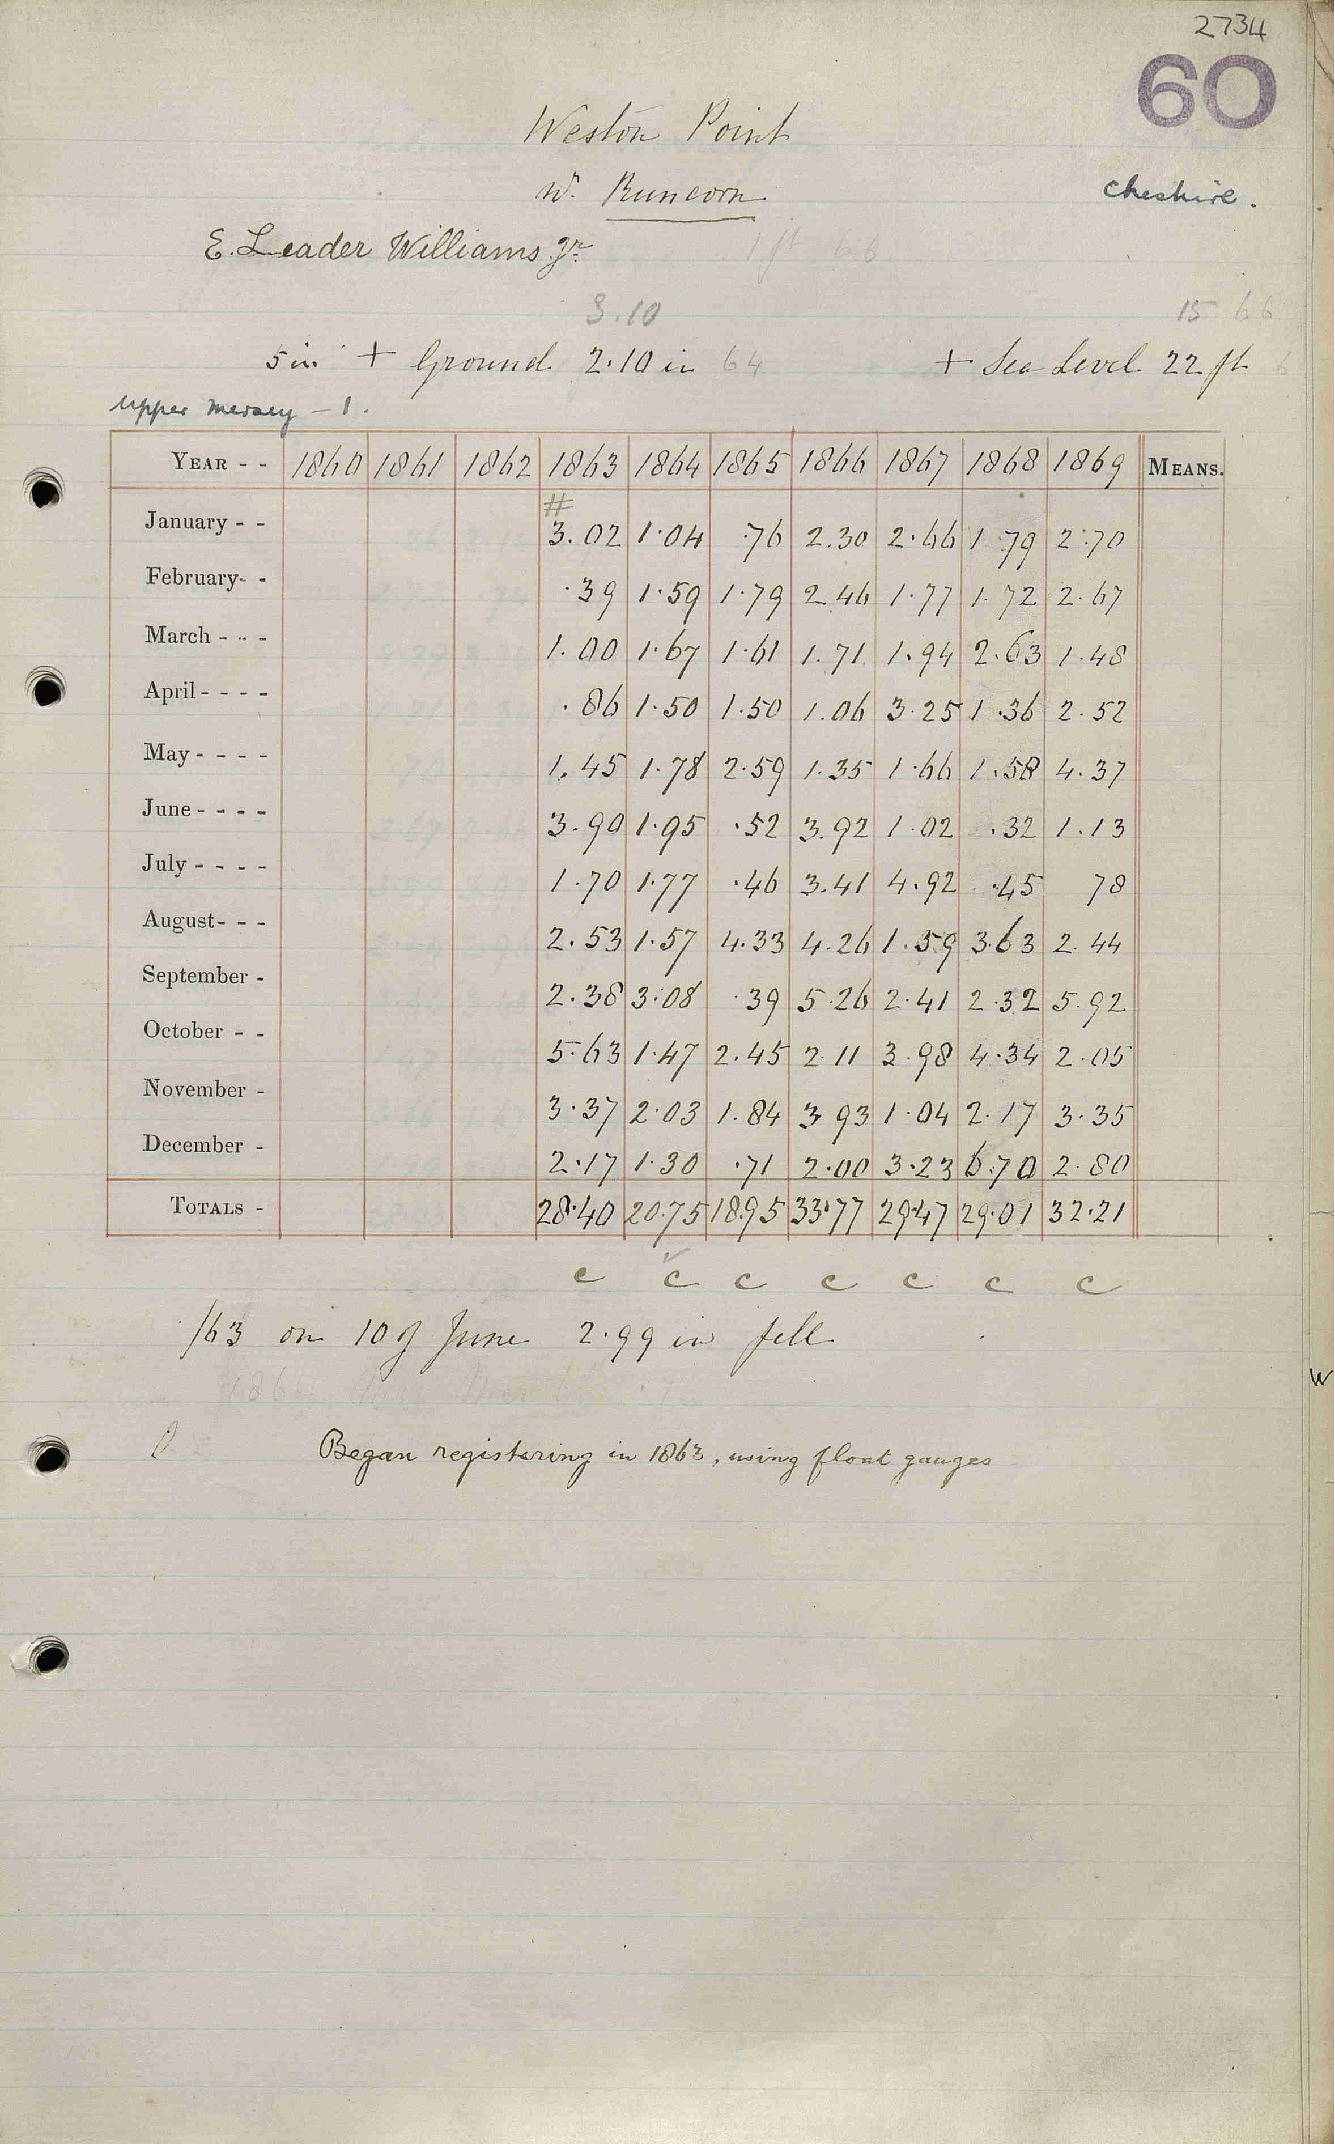 2734
60
Weston Point
Nr. Runcorn
Cheshire.
E. Leader Williams Jr
1 ft 66
3.10
15 66
5 in + Ground 2.10 in 64 + Sea Level 22 ft
Upper Mersey - 1.
YEAR - - 1860 1861 1862 1863 1864 1865 1866 1867 1868 1869 MEANS.
#
January - - 3.02 1.04 .76 2.30 2.66 1.79 2.70
February- - .39 1.59 1.79 2.46 1.77 1.72 2.67
March - - - 1.00 1.67 1.61 1.71 1.94 2.63 1.48
April - - - - .86 1.50 1.50 1.06 3.25 1.36 2.52
May - - - - 1.45 1.78 2.59 1.35 1.66 1.58 4.37
June - - - - 3.90 1.95 .52 3.92 1.02 .32 1.13
July - - - - 1.70 1.77 .46 3.41 4.92 .45 78
August- - - 2.53 1.57 4.33 4.26 1.59 3.63 2.44
September - 2.38 3.08 .39 5.26 2.41 2.32 5.92
October - - 5.63 1.47 2.45 2.11 3.98 4.34 2.05
November - 3.37 2.03 1.84 3 93 1.04 2.17 3.35
December - 2.17 1.30 .71 2.00 3.23 6.70 2.80
TOTALS - 28.40 20.75 18.95 33.77 29.47 29.01 32.21
c c c c c c c
/63 on 10 of June 2.99 in fell
Began registering in 1863, using float gauges
W